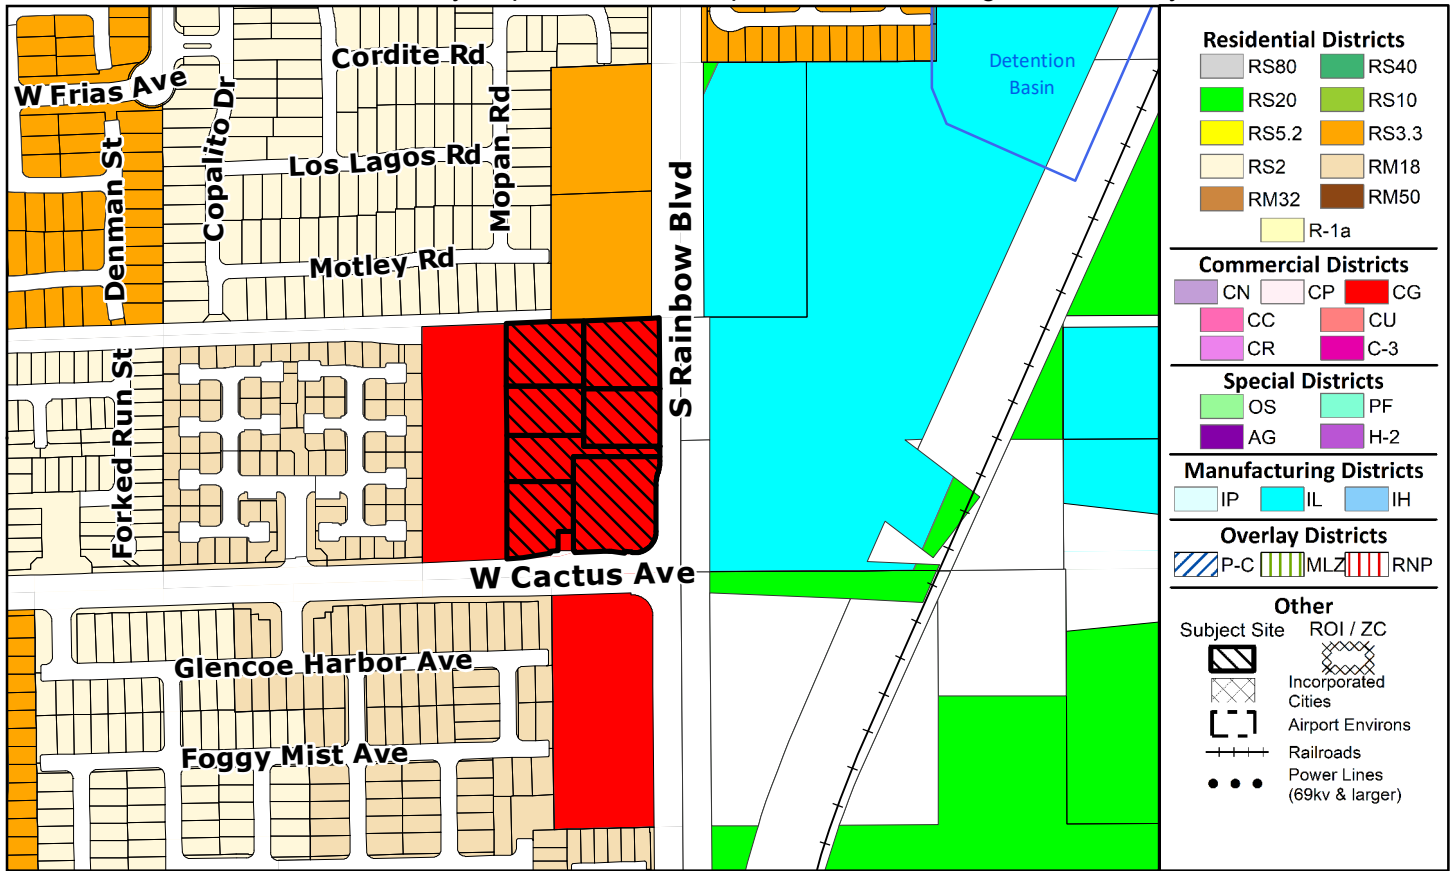 Cordite Rd
W Frias Ave
Copalito Dr
Mopan Rd
Los Lagos Rd
Denman St
Motley Rd
S Rainbow Blvd
Detention
Basin
Forked Run St
W Cactus Ave
Glencoe Harbor Ave
Foggy Mist Ave
Residential Districts
RS80 RS40
RS20 RS10
RS5.2 RS3.3
RS2 RM18
RM32 RM50
R-1a
Commercial Districts
CN CP CG
CC CU
CR C-3
Special Districts
OS PF
AG H-2
Manufacturing Districts
IP IL IH
Overlay Districts
P-C MLZ RNP
Other
Subject Site ROI / ZC
Incorporated
Cities
Airport Environs
Railroads
Power Lines
(69kv & larger)